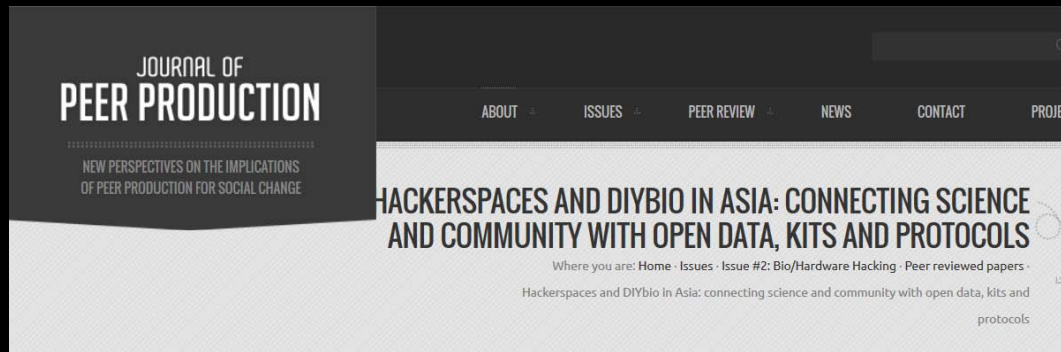 JOURNAL OF
PEER PRODUCTION
NEW PERSPECTIVES ON THE IMPLICATIONS
OF PEER PRODUCTION FOR SOCIAL CHANGE
ABOUT ISSUES PEER REVIEW NEWS CONTACT
HACKERSPACES AND DIYBIO IN ASIA: CONNECTING SCIENCE
AND COMMUNITY WITH OPEN DATA, KITS AND PROTOCOLS
Where you are: Home · Issues · Issue #2: Bio/Hardware Hacking · Peer reviewed papers ·
Hackerspaces and DIYbio in Asia: connecting science and community with open data, kits and
protocols